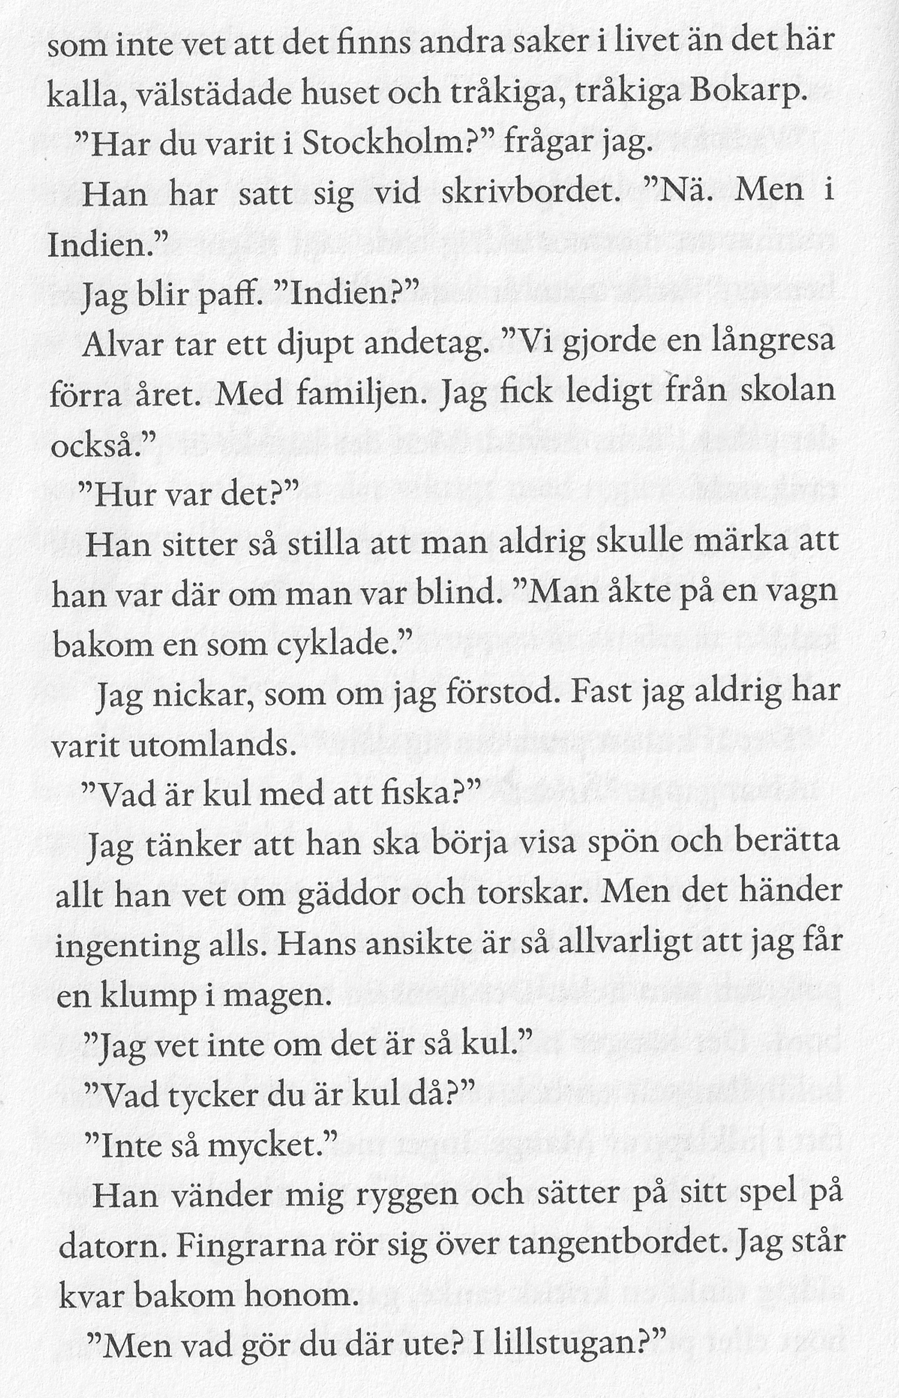 som inte vet att det finns andra saker i livet än det här
kalla, välstädade huset och tråkiga, tråkiga Bokarp.
”Har du varit i Stockholm?” frågar jag.
Han har satt sig vid skrivbordet. ”Nä. Men i
Indien.”
Jag blir paff. ”Indien?”
Alvar tar ett djupt andetag. ”Vi gjorde en långresa
förra året. Med familjen. Jag fick ledigt från skolan
också.”
”Hur var det?”
Han sitter så stilla att man aldrig skulle märka att
han var där om man var blind. ”Man åkte på en vagn
bakom en som cyklade.”
Jag nickar, som om jag förstod. Fast jag aldrig har
varit utomlands.
”Vad är kul med att fiska?”
Jag tänker att han ska börja visa spön och berätta
allt han vet om gäddor och torskar. Men det händer
ingenting alls. Hans ansikte är så allvarligt att jag får
en klump i magen.
”Jag vet inte om det är så kul.”
”Vad tycker du är kul då?”
”Inte så mycket.”
Han vänder mig ryggen och sätter på sitt spel på
datorn. Fingrarna rör sig över tangentbordet. Jag står
kvar bakom honom.
”Men vad gör du där ute? I lillstugan?”